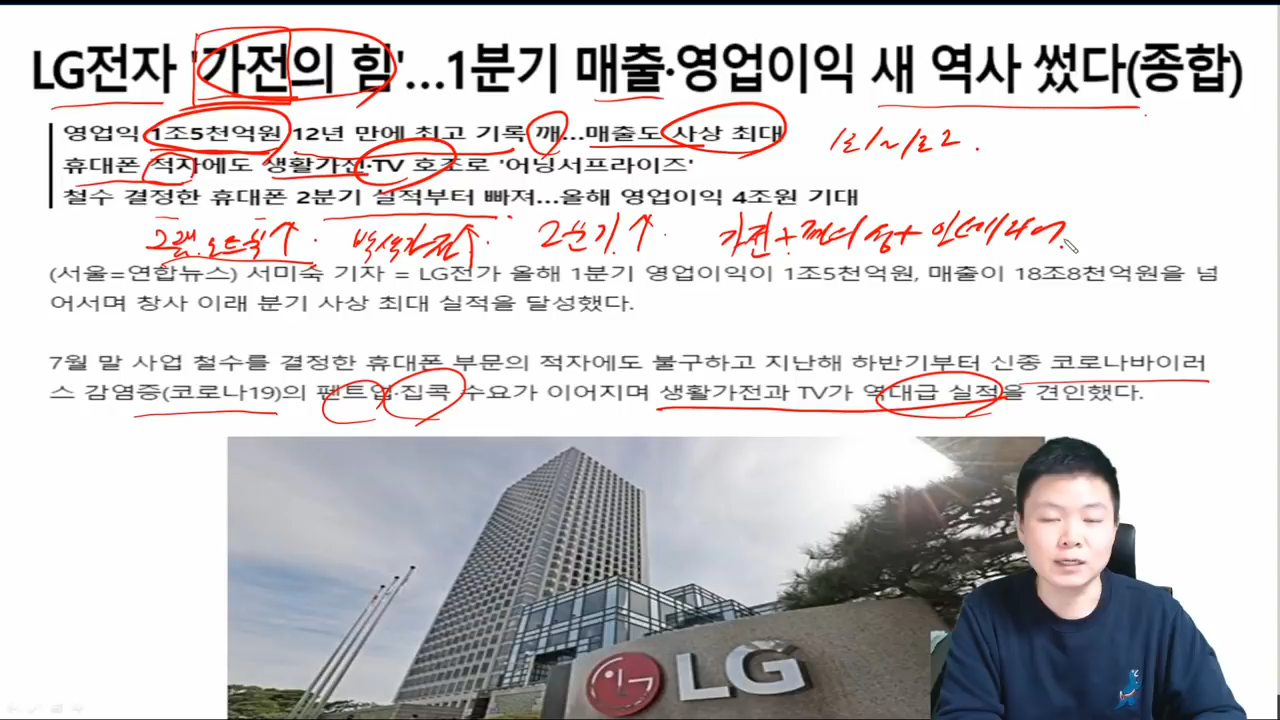 LG전자 '가전의 힘'...1분기 매출·영업이익 새 역사 썼다(종합)
영업익 1조5천억원 12년 만에 최고 기록 깨...매출도 사상 최대
휴대폰 적자에도 생활가전·TV 호조로 '어닝서프라이즈'
철수 결정한 휴대폰 2분기 실적부터 빠져...올해 영업이익 4조원 기대
백색가전↑ 2분기↑ 가전+
(서울=연합뉴스) 서미숙 기자 = LG전가 올해 1분기 영업이익이 1조5천억원, 매출이 18조8천억원을 넘
어서며 창사 이래 분기 사상 최대 실적을 달성했다.
7월 말 사업 철수를 결정한 휴대폰 부문의 적자에도 불구하고 지난해 하반기부터 신종 코로나바이러
스 감염증(코로나19)의 펜트업·집콕 수요가 이어지며 생활가전과 TV가 역대급 실적을 견인했다.
LG